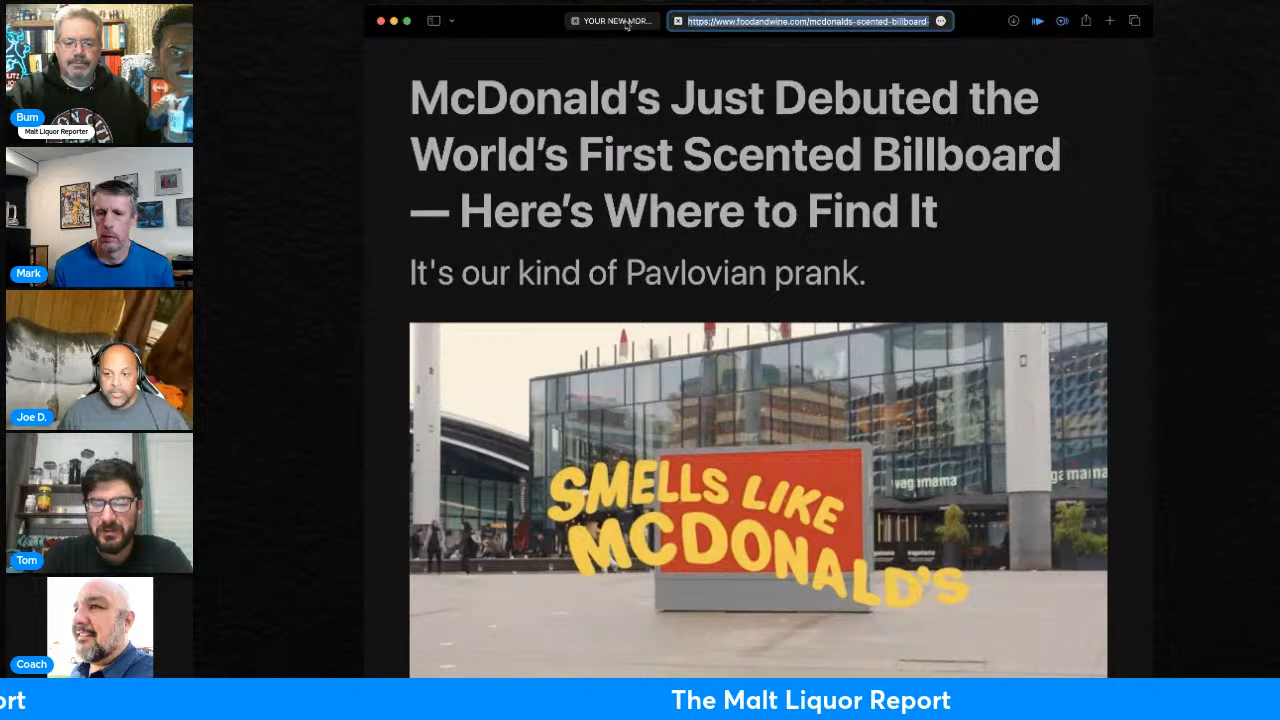 YOUR NEW MOR...
https://www.foodandwine.com/mcdonalds-scented-billboard-
McDonald's Just Debuted the
World's First Scented Billboard
— Here's Where to Find It
It's our kind of Pavlovian prank.
SMELLS LIKE
MCDONALD'S
wagamama
wagamama
Bum
Malt Liquor Reporter
Mark
Joe D.
Tom
Coach
ort
The Malt Liquor Report